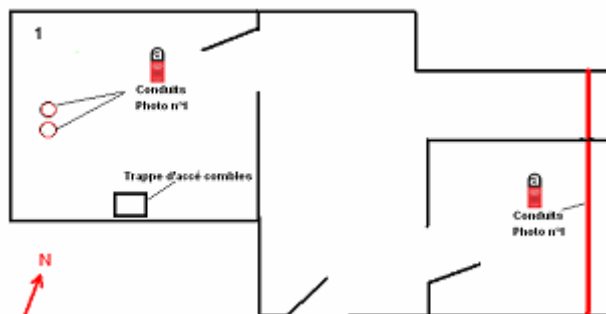 1
a
Conduits
Photo n°1
Trappe d'accé combles
a
Conduits
Photo n°1
N